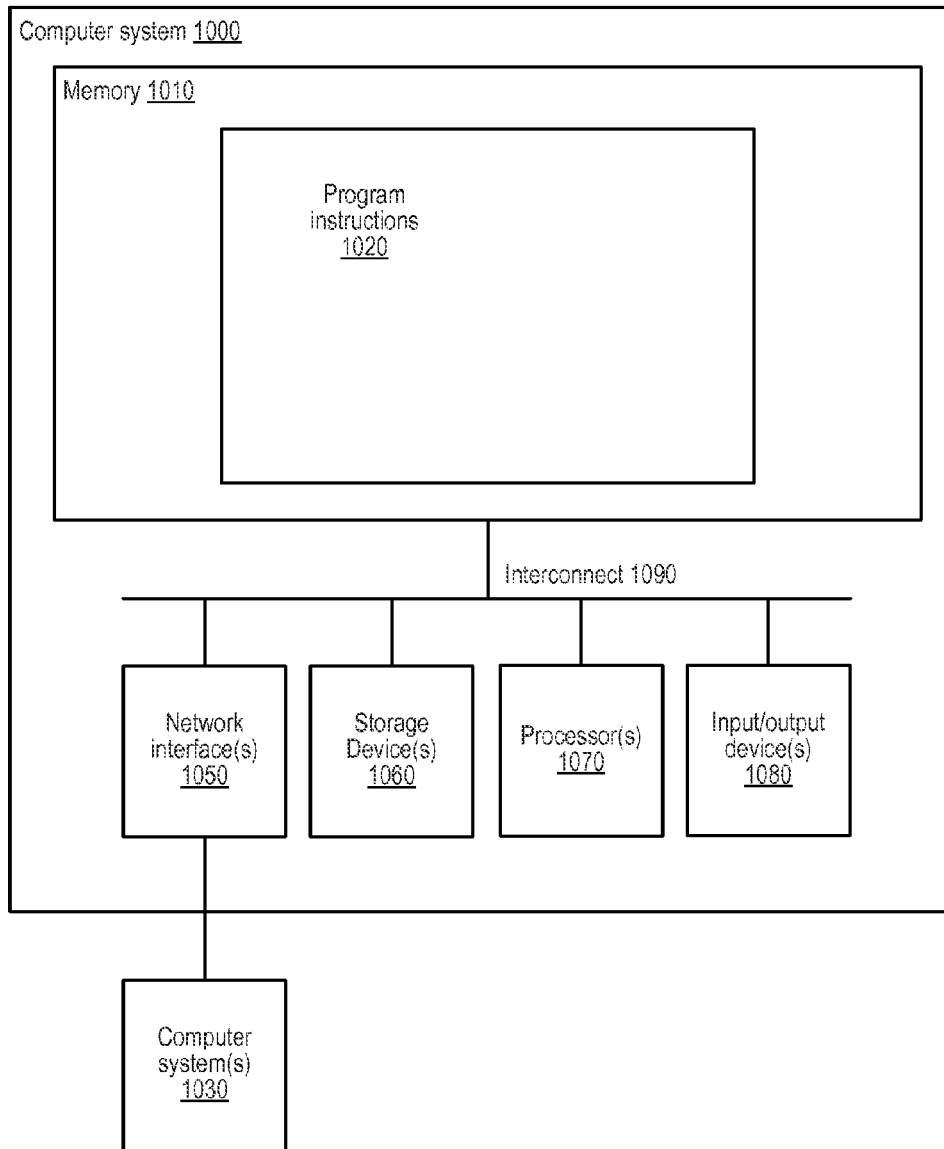 Computer system 1000
Memory 1010
Program
instructions
1020
Interconnect 1090
Network
interface(s)
1050
Storage
Device(s)
1060
Processor(s)
1070
Input/output
device(s)
1080
Computer
system(s)
1030